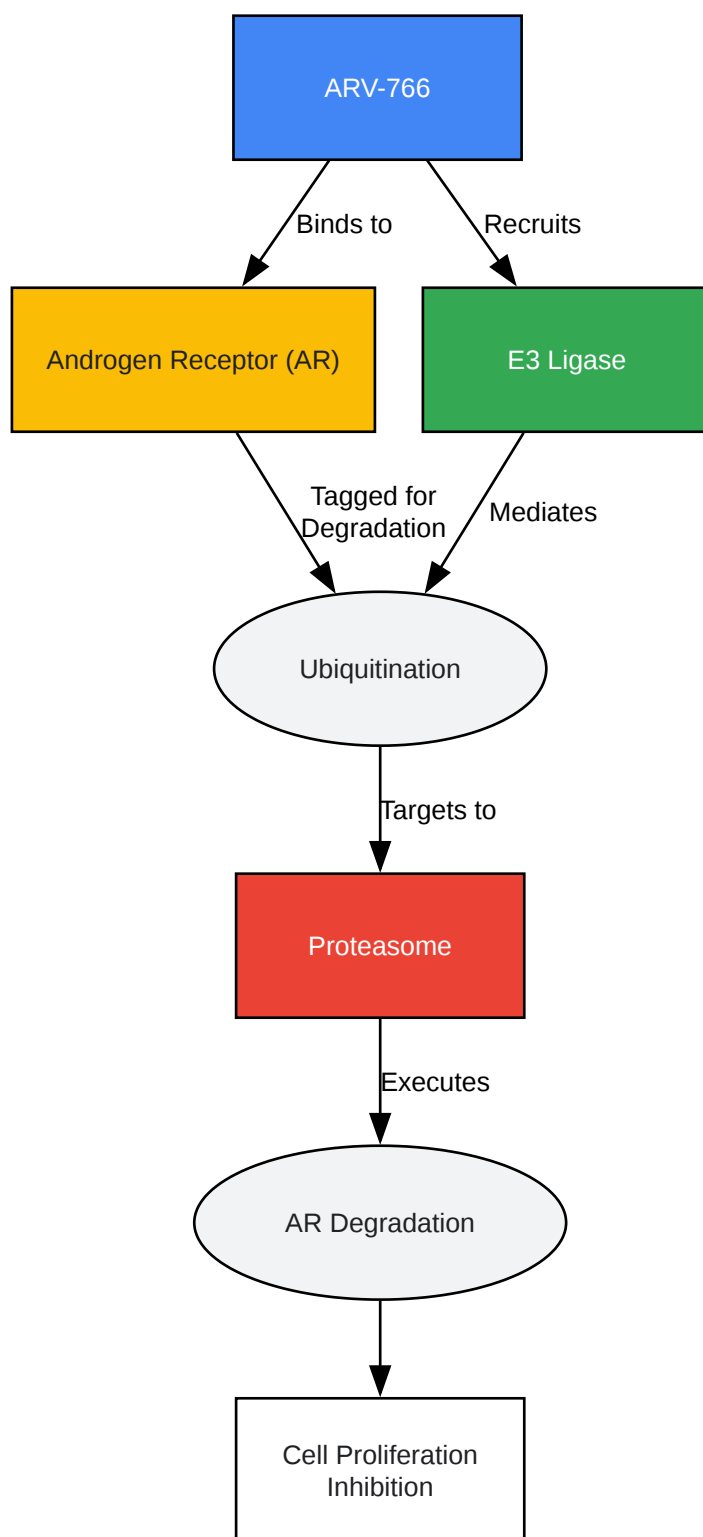 ARV-766
Binds to
Recruits
Androgen Receptor (AR)
E3 Ligase
Tagged for
Degradation
Mediates
Ubiquitination
Targets to
Proteasome
Executes
AR Degradation
Cell Proliferation
Inhibition